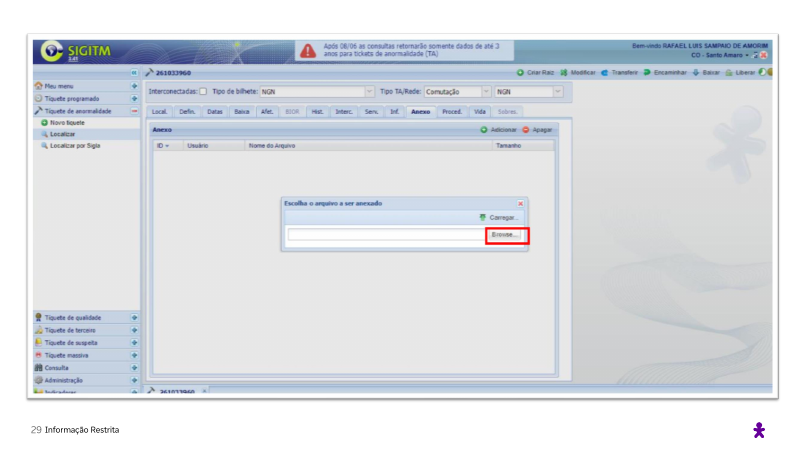 SIGITM
2.41
Após 08/06 as consultas retornarão somente dados de até 3
anos para tickets de anormalidade (TA)
Bem-vindo RAFAEL LUIS SAMPAIO DE AMORIM
CO - Santo Amaro
261033960
Criar Raiz Modificar Transferir Encaminhar Baixar Liberar
Meu menu
Tíquete programado
Tíquete de anormalidade
Novo tíquete
Localizar
Localizar por Sigla
Interconectadas: Tipo de bilhete: NGN Tipo TA/Rede: Comutação NGN
Local. Defin. Datas Baixa Afet. BIOR Hist. Interc. Serv. Inf. Anexo Proced. Vida Sobres.
Anexo Adicionar Apagar
ID Usuário Nome do Arquivo Tamanho
Escolha o arquivo a ser anexado
Carregar...
Browse...
Tíquete de qualidade
Tíquete de terceiro
Tíquete de suspeita
Tíquete massiva
Consulta
Administração
Indicadores
261033960
29 Informação Restrita